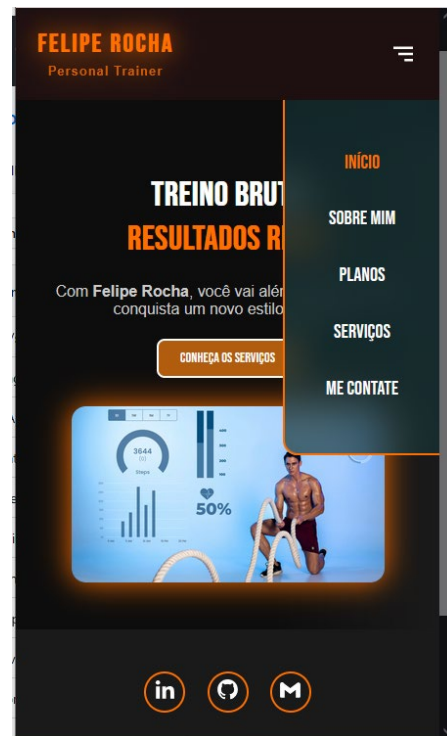 FELIPE ROCHA
Personal Trainer
INÍCIO
SOBRE MIM
PLANOS
SERVIÇOS
ME CONTATE
TREINO BRUT
RESULTADOS R
Com Felipe Rocha, você vai alé
conquista um novo estilo
CONHEÇA OS SERVIÇOS
3644
Steps
50%
in